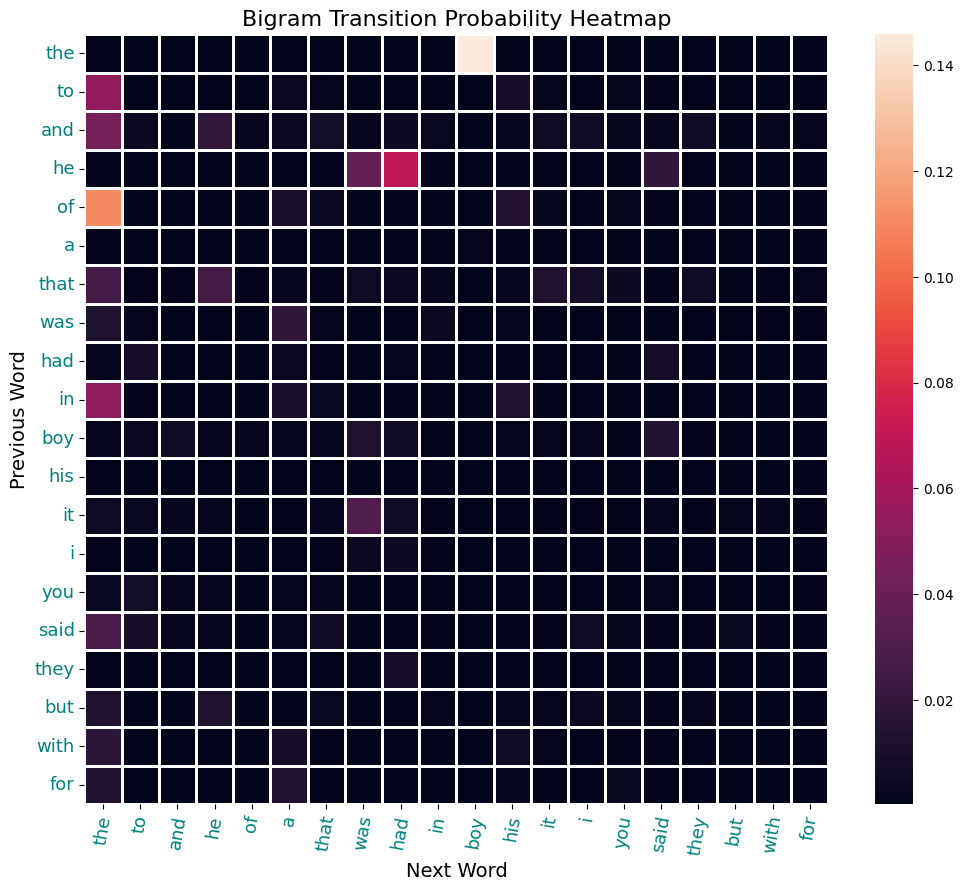 Bigram Transition Probability Heatmap
Previous Word
the
to
and
he
of
a
that
was
had
in
boy
his
it
i
you
said
they
but
with
for
the to and he of a that was had in boy his it i you said they but with for
Next Word
0.14
0.12
0.10
0.08
0.06
0.04
0.02